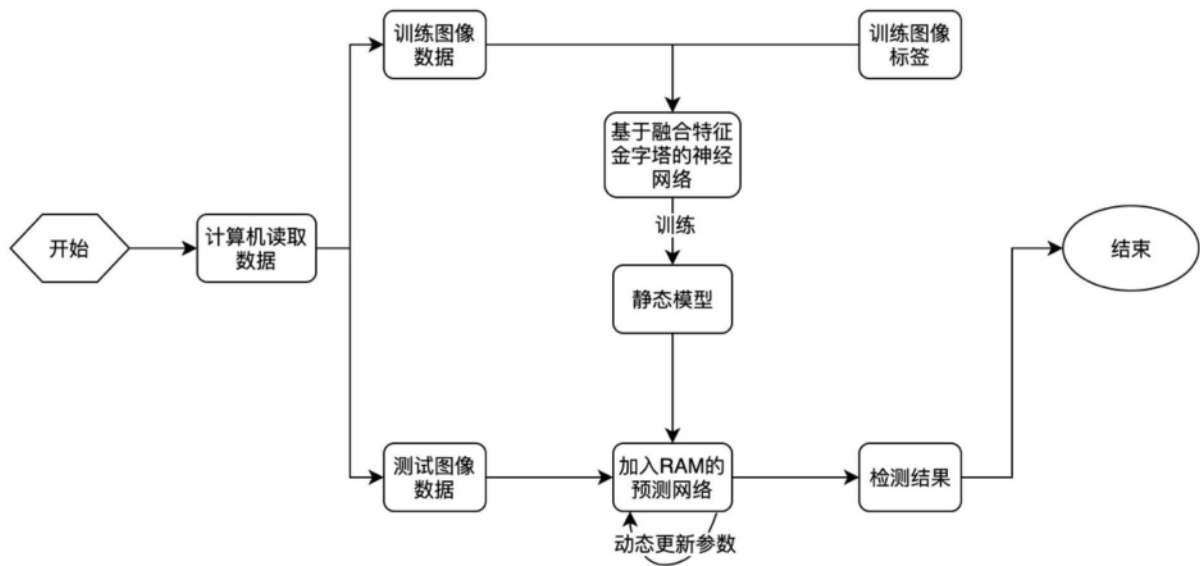 训练图像
数据
训练图像
标签
基于融合特征
金字塔的神经
网络
训练
开始
计算机读取
数据
结束
静态模型
测试图像
数据
加入RAM的
预测网络
检测结果
动态更新参数